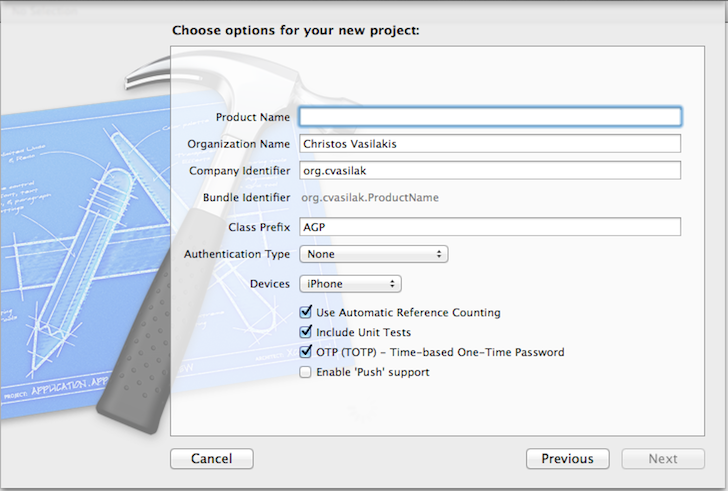 Choose options for your new project:
Product Name
Organization Name Christos Vasilakis
Company Identifier org.cvasilak
Bundle Identifier org.cvasilak.ProductName
Class Prefix AGP
Authentication Type None
Devices iPhone
Use Automatic Reference Counting
Include Unit Tests
OTP (TOTP) – Time-based One-Time Password
Enable 'Push' support
PROJECT: APPLICATION.APP
Cancel Previous Next